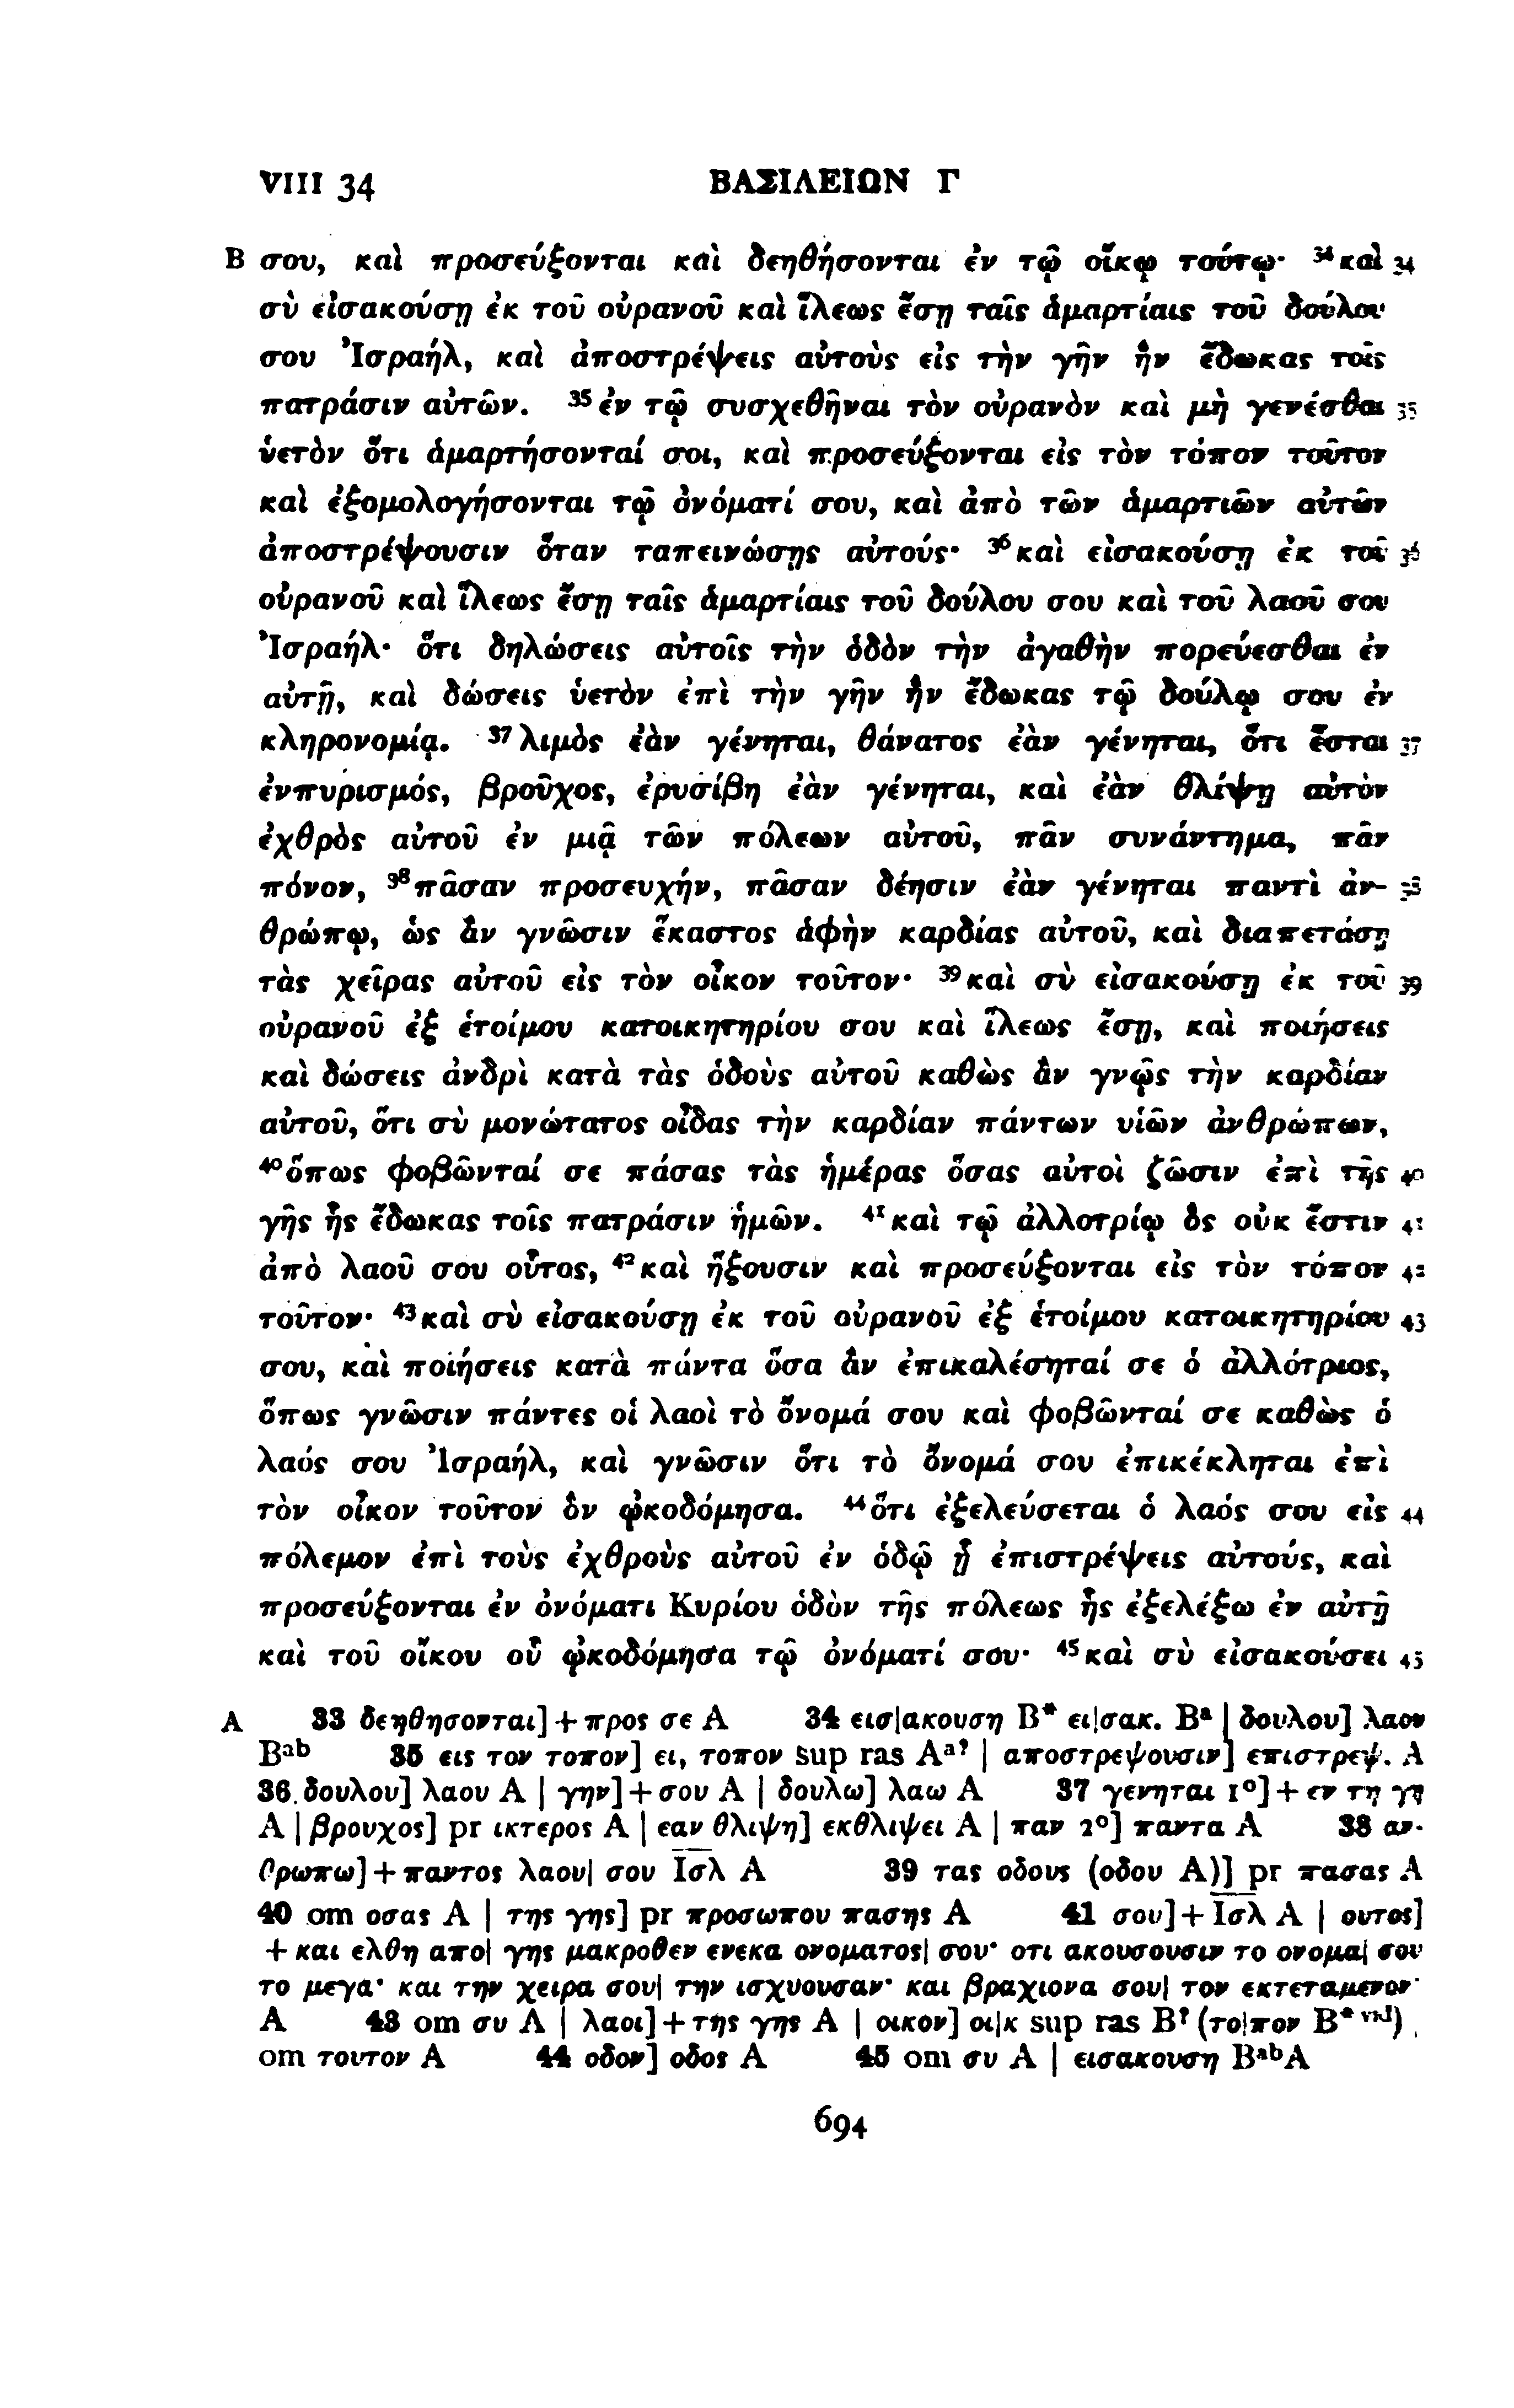 VIII 34 ΒΑΣΙΛΕΙΩΝ Γ
B σου, καὶ προσεύξονται καὶ δεηθήσονται ἐν τῷ οἴκῳ τούτῳ· ³⁴καὶ 34
σὺ εἰσακούσῃ ἐκ τοῦ οὐρανοῦ καὶ ἵλεως ἔσῃ ταῖς ἁμαρτίαις τοῦ δούλου
σου Ἰσραήλ, καὶ ἀποστρέψεις αὐτοὺς εἰς τὴν γῆν ἣν ἔδωκας τοῖς
πατράσιν αὐτῶν. ³⁵ἐν τῷ συσχεθῆναι τὸν οὐρανὸν καὶ μὴ γενέσθαι 35
ὑετὸν ὅτι ἁμαρτήσονταί σοι, καὶ προσεύξονται εἰς τὸν τόπον τοῦτον
καὶ ἐξομολογήσονται τῷ ὀνόματί σου, καὶ ἀπὸ τῶν ἁμαρτιῶν αὐτῶν
ἀποστρέψουσιν ὅταν ταπεινώσῃς αὐτούς· ³⁶καὶ εἰσακούσῃ ἐκ τοῦ 36
οὐρανοῦ καὶ ἵλεως ἔσῃ ταῖς ἁμαρτίαις τοῦ δούλου σου καὶ τοῦ λαοῦ σου
Ἰσραήλ· ὅτι δηλώσεις αὐτοῖς τὴν ὁδὸν τὴν ἀγαθὴν πορεύεσθαι ἐν
αὐτῇ, καὶ δώσεις ὑετὸν ἐπὶ τὴν γῆν ἣν ἔδωκας τῷ δούλῳ σου ἐν
κληρονομίᾳ. ³⁷λιμὸς ἐὰν γένηται, θάνατος ἐὰν γένηται, ὅτι ἔσται 37
ἐνπυρισμός, βροῦχος, ἐρυσίβη ἐὰν γένηται, καὶ ἐὰν θλίψῃ αὐτὸν
ἐχθρὸς αὐτοῦ ἐν μιᾷ τῶν πόλεων αὐτοῦ, πᾶν συνάντημα, πᾶν
πόνον, ³⁸πᾶσαν προσευχήν, πᾶσαν δέησιν ἐὰν γένηται παντὶ ἀν- 38
θρώπῳ, ὡς ἂν γνῶσιν ἕκαστος ἁφὴν καρδίας αὐτοῦ, καὶ διαπετάσῃ
τὰς χεῖρας αὐτοῦ εἰς τὸν οἶκον τοῦτον· ³⁹καὶ σὺ εἰσακούσῃ ἐκ τοῦ 39
οὐρανοῦ ἐξ ἑτοίμου κατοικητηρίου σου καὶ ἵλεως ἔσῃ, καὶ ποιήσεις
καὶ δώσεις ἀνδρὶ κατὰ τὰς ὁδοὺς αὐτοῦ καθὼς ἂν γνῷς τὴν καρδίαν
αὐτοῦ, ὅτι σὺ μονώτατος οἶδας τὴν καρδίαν πάντων υἱῶν ἀνθρώπων,
⁴⁰ὅπως φοβῶνταί σε πάσας τὰς ἡμέρας ὅσας αὐτοὶ ζῶσιν ἐπὶ τῆς 40
γῆς ἧς ἔδωκας τοῖς πατράσιν ἡμῶν. ⁴¹καὶ τῷ ἀλλοτρίῳ ὃς οὐκ ἔστιν 41
ἀπὸ λαοῦ σου οὗτος, ⁴²καὶ ἥξουσιν καὶ προσεύξονται εἰς τὸν τόπον 42
τοῦτον· ⁴³καὶ σὺ εἰσακούσῃ ἐκ τοῦ οὐρανοῦ ἐξ ἑτοίμου κατοικητηρίου 43
σου, καὶ ποιήσεις κατὰ πάντα ὅσα ἂν ἐπικαλέσηταί σε ὁ ἀλλότριος,
ὅπως γνῶσιν πάντες οἱ λαοὶ τὸ ὄνομά σου καὶ φοβῶνταί σε καθὼς ὁ
λαός σου Ἰσραήλ, καὶ γνῶσιν ὅτι τὸ ὄνομά σου ἐπικέκληται ἐπὶ
τὸν οἶκον τοῦτον ὃν ᾠκοδόμησα. ⁴⁴ὅτι ἐξελεύσεται ὁ λαός σου εἰς 44
πόλεμον ἐπὶ τοὺς ἐχθροὺς αὐτοῦ ἐν ὁδῷ ᾗ ἐπιστρέψεις αὐτούς, καὶ
προσεύξονται ἐν ὀνόματι Κυρίου ὁδὸν τῆς πόλεως ἧς ἐξελέξω ἐν αὐτῇ
καὶ τοῦ οἴκου οὗ ᾠκοδόμησα τῷ ὀνόματί σου· ⁴⁵καὶ σὺ εἰσακούσει 45
A 33 δεηθησονται]+προς σε A 34 εισ|ακουση B* ει|σακ. Bᵃ | δουλου] λαου
Bᵃᵇ 35 εις τον τοπον] ει, τοπον sup ras Aᵃ? | αποστρεψουσιν] επιστρεψ. A
36 δουλου] λαου A | γην]+σου A | δουλω] λαω A 37 γενηται 1°]+εν τη γη
A | βρουχος] pr ικτερος A | εαν θλιψη] εκθλιψει A | παν 2°] παντα A 38 αν-
θρωπω]+παντος λαου| σου Ισλ A 39 τας οδους (οδου A)] pr πασας A
40 om οσας A | της γης] pr προσωπου πασης A 41 σου]+Ισλ A | ουτος]
+και ελθη απο| γης μακροθεν ενεκα ονοματος| σου· οτι ακουσουσιν το ονομα| σου
το μεγα· και την χειρα σου| την ισχυουσαν· και βραχιονα σου| τον εκτεταμενον·
A 43 om συ A | λαοι]+της γης A | οικον] οι|κ sup ras B? (το|πον B* ᵛⁱᵈ)
om τουτον A 44 οδον] οδος A 45 om συ A | εισακουση BᵃᵇA
694